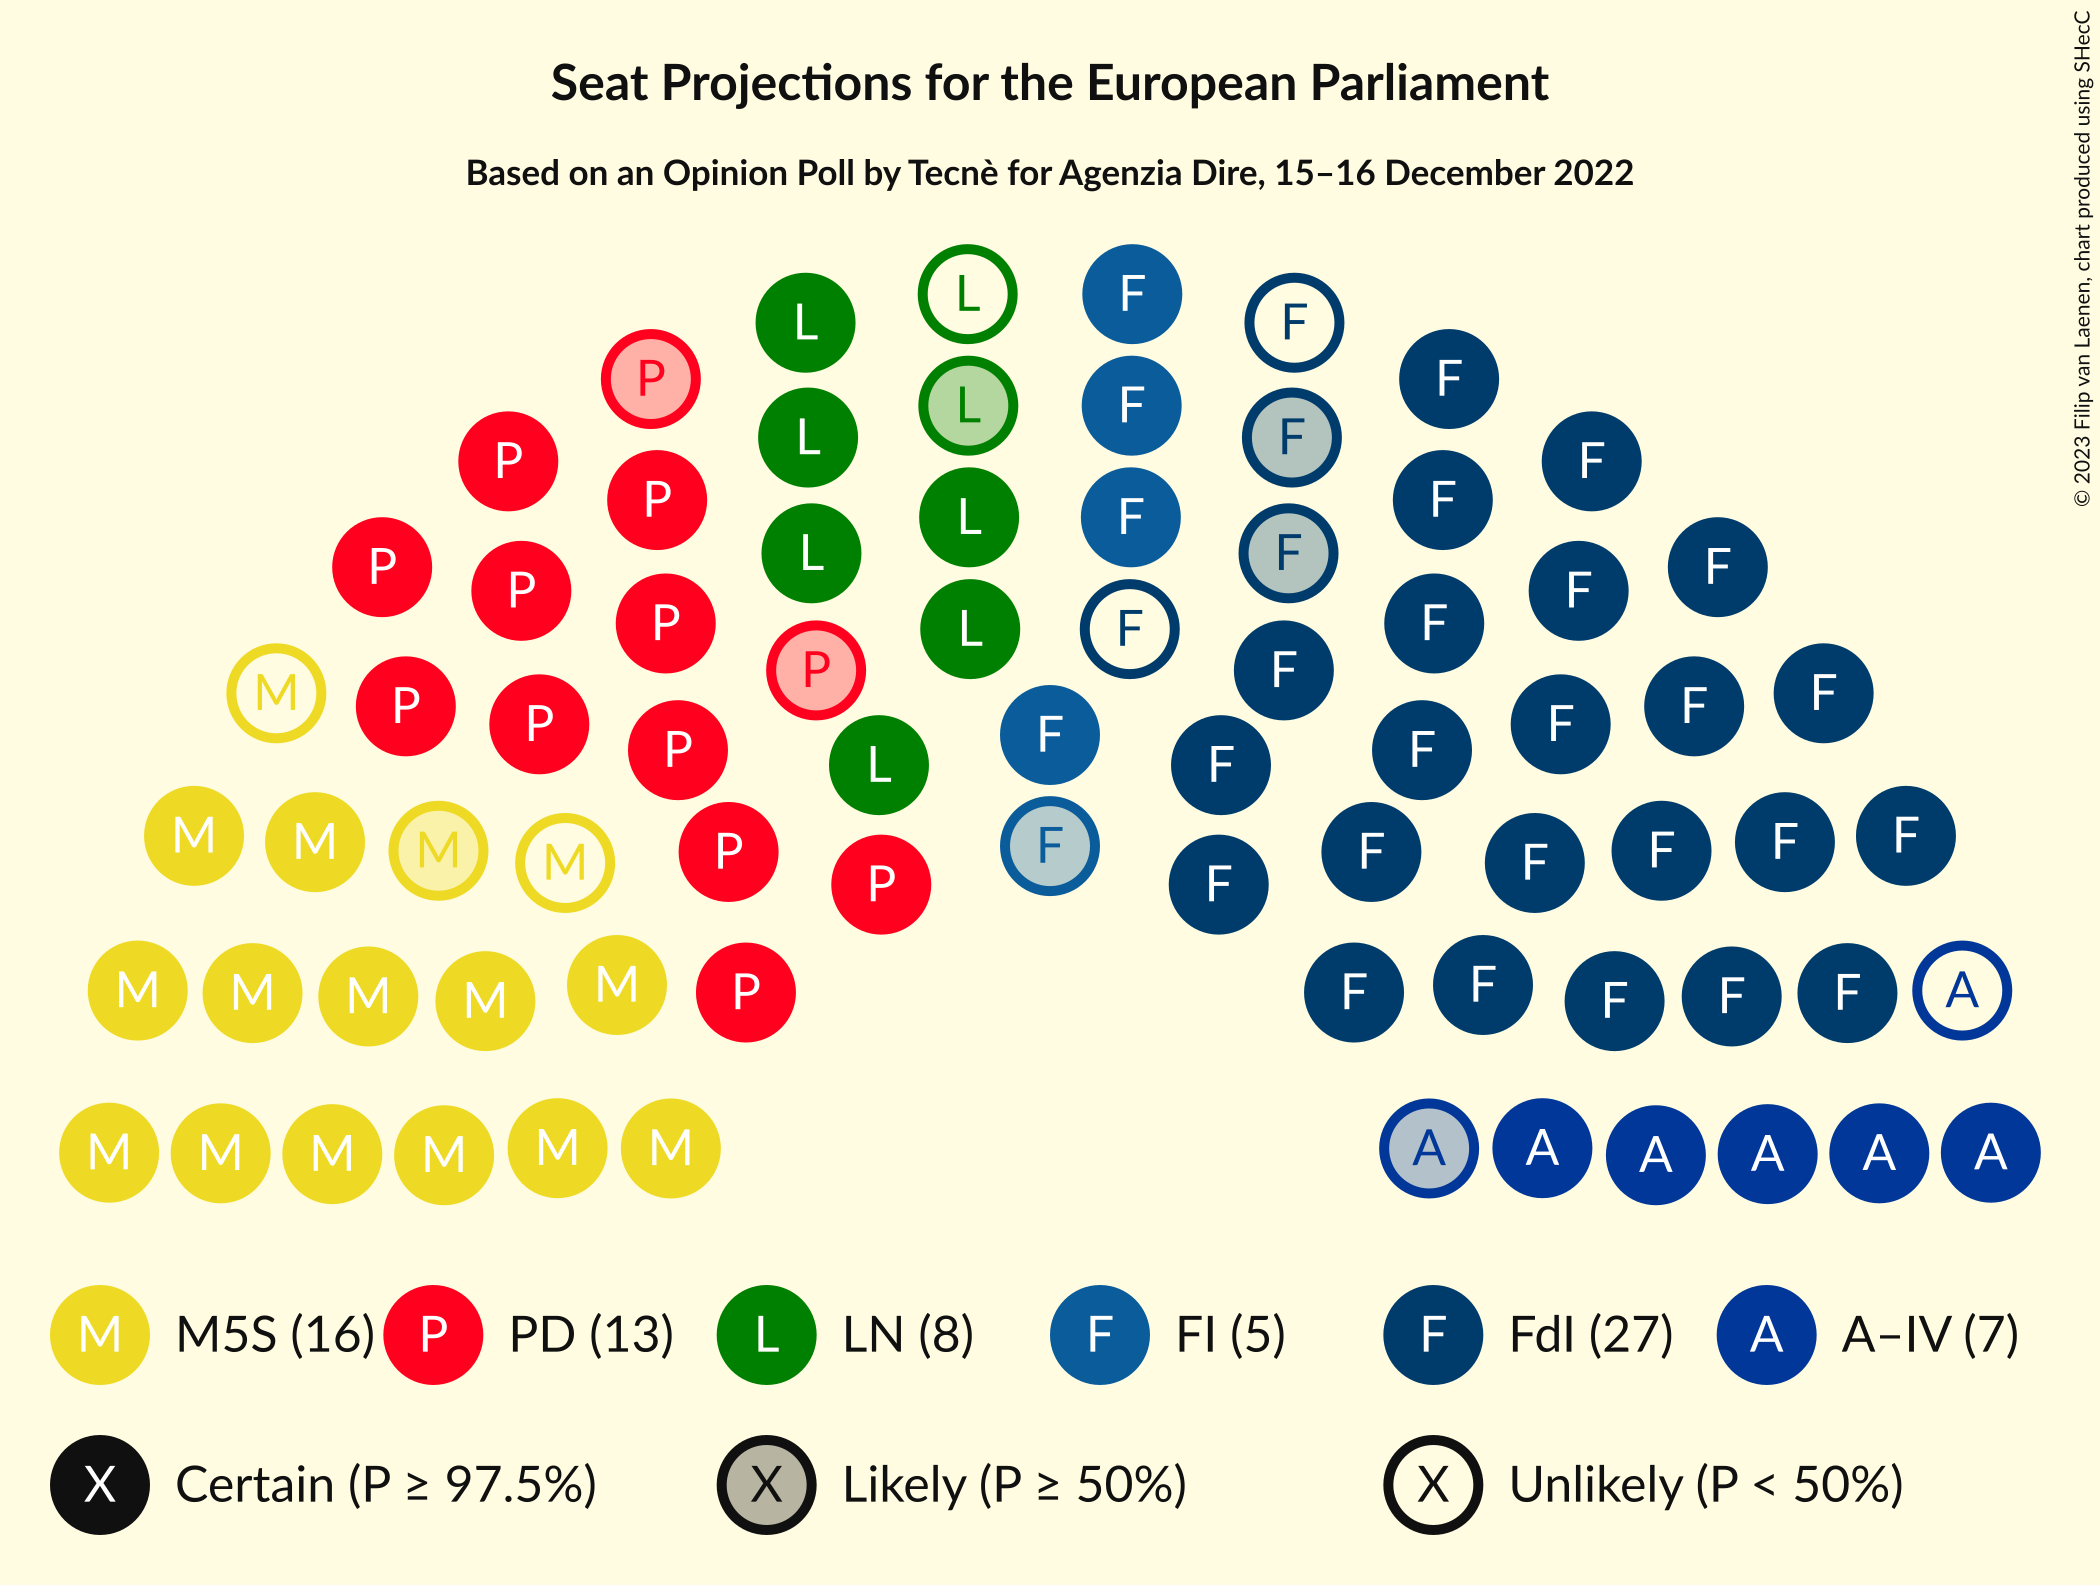 Seat Projections for the European Parliament
Based on an Opinion Poll by Tecnè for Agenzia Dire, 15–16 December 2022
© 2023 Filip van Laenen, chart produced using SHecC
L F
L F
P F
L F
L F
P F
P F
L F
P F
L F
P F
P F
P F
L F
P F
P F
M F
P F
P F
F
P F
L F
M F
M F
M F
P F
F
M F
P F
M F
M F
M F
M F
M F
P F
M A
M M M M M M A A A A A A
M M5S (16) P PD (13) L LN (8) F FI (5) F FdI (27) A A–IV (7)
X Certain (P ≥ 97.5%) X Likely (P ≥ 50%) X Unlikely (P < 50%)